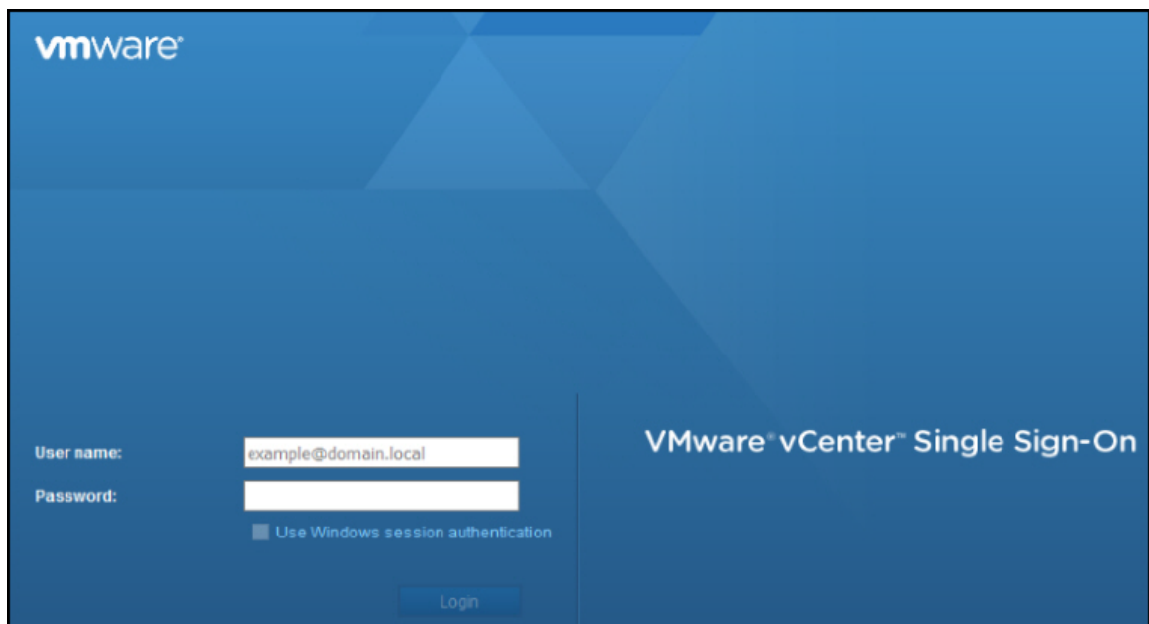 vmware®
User name:
example@domain.local
VMware® vCenter™ Single Sign-On
Password:
Use Windows session authentication
Login